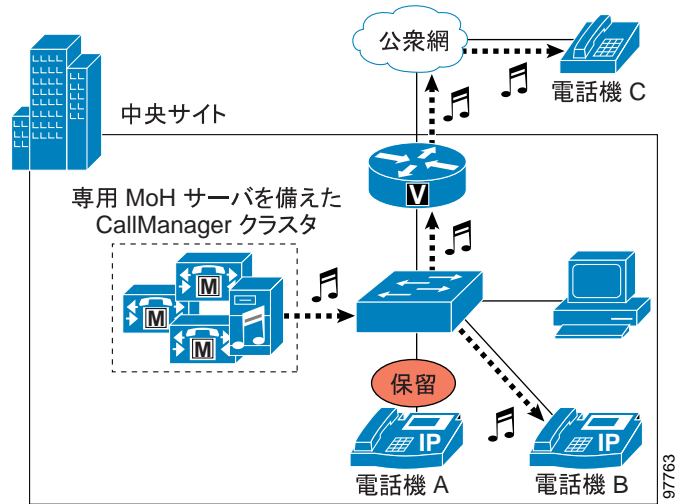 公衆網
電話機 C
中央サイト
V
専用 MoH サーバを備えた
CallManager クラスタ
M
M
M
保留
IP
IP
電話機 A
電話機 B
97763